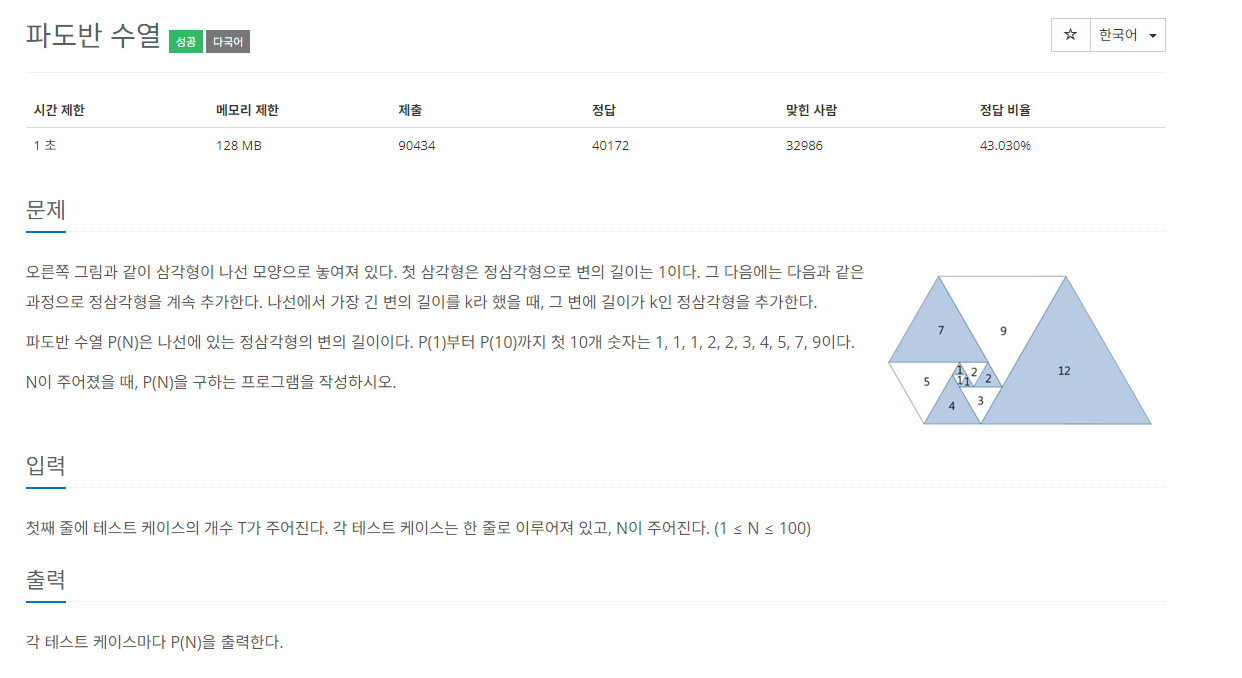 파도반 수열 성공 다국어
☆ 한국어
시간 제한 메모리 제한 제출 정답 맞힌 사람 정답 비율
1 초 128 MB 90434 40172 32986 43.030%
문제
오른쪽 그림과 같이 삼각형이 나선 모양으로 놓여져 있다. 첫 삼각형은 정삼각형으로 변의 길이는 1이다. 그 다음에는 다음과 같은
과정으로 정삼각형을 계속 추가한다. 나선에서 가장 긴 변의 길이를 k라 했을 때, 그 변에 길이가 k인 정삼각형을 추가한다.
파도반 수열 P(N)은 나선에 있는 정삼각형의 변의 길이이다. P(1)부터 P(10)까지 첫 10개 숫자는 1, 1, 1, 2, 2, 3, 4, 5, 7, 9이다.
N이 주어졌을 때, P(N)을 구하는 프로그램을 작성하시오.
7 9
12
1 2
5 1 1 2
4 3
입력
첫째 줄에 테스트 케이스의 개수 T가 주어진다. 각 테스트 케이스는 한 줄로 이루어져 있고, N이 주어진다. (1 ≤ N ≤ 100)
출력
각 테스트 케이스마다 P(N)을 출력한다.